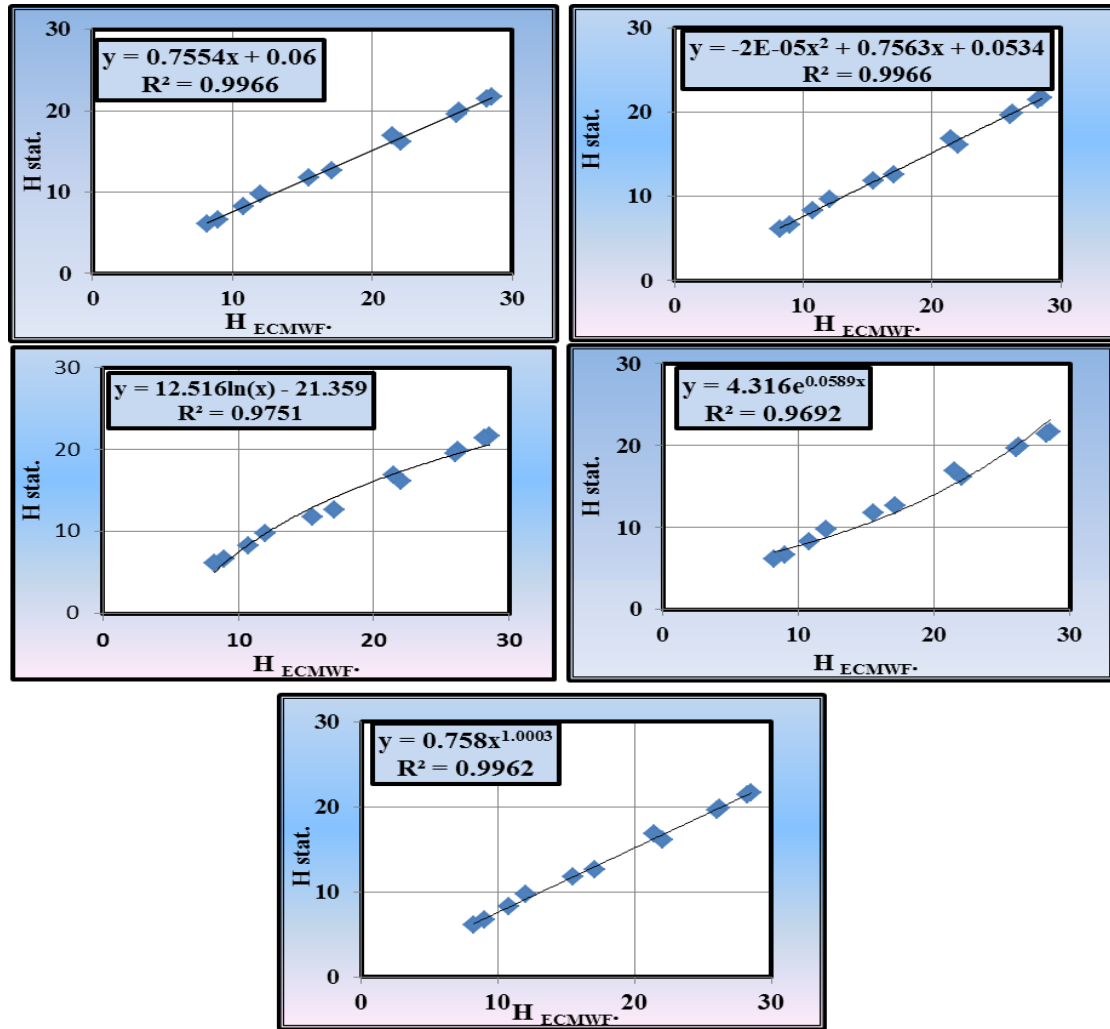 30
20
10
0
H stat.
y = 0.7554x + 0.06
R² = 0.9966
0 10 20 30
H ECMWF.
30
20
10
0
H stat.
y = -2E-05x² + 0.7563x + 0.0534
R² = 0.9966
0 10 20 30
H ECMWF.
30
20
10
0
H stat.
y = 12.516ln(x) - 21.359
R² = 0.9751
0 10 20 30
H ECMWF.
30
20
10
0
H stat.
y = 4.316e^0.0589x
R² = 0.9692
0 10 20 30
H ECMWF.
30
20
10
0
H stat.
y = 0.758x^1.0003
R² = 0.9962
0 10 20 30
H ECMWF.